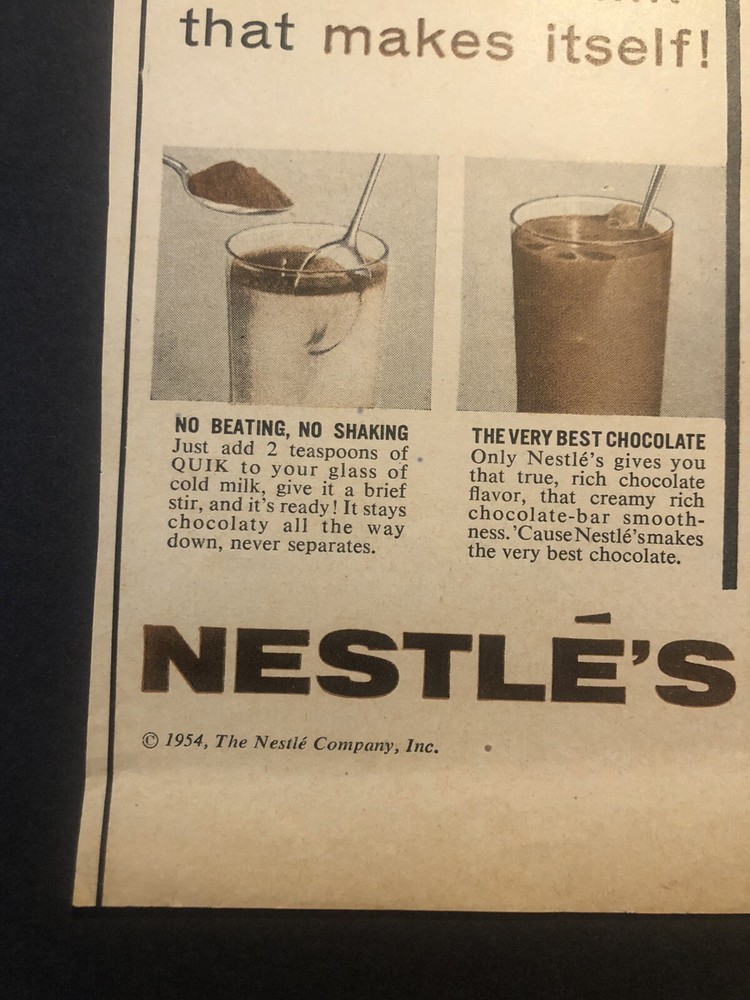 that makes itself!
NO BEATING, NO SHAKING
Just add 2 teaspoons of
QUIK to your glass of
cold milk, give it a brief
stir, and it's ready! It stays
chocolaty all the way
down, never separates.
THE VERY BEST CHOCOLATE
Only Nestlé's gives you
that true, rich chocolate
flavor, that creamy rich
chocolate-bar smooth-
ness. 'Cause Nestlé's makes
the very best chocolate.
NESTLÉ'S
© 1954, The Nestlé Company, Inc.